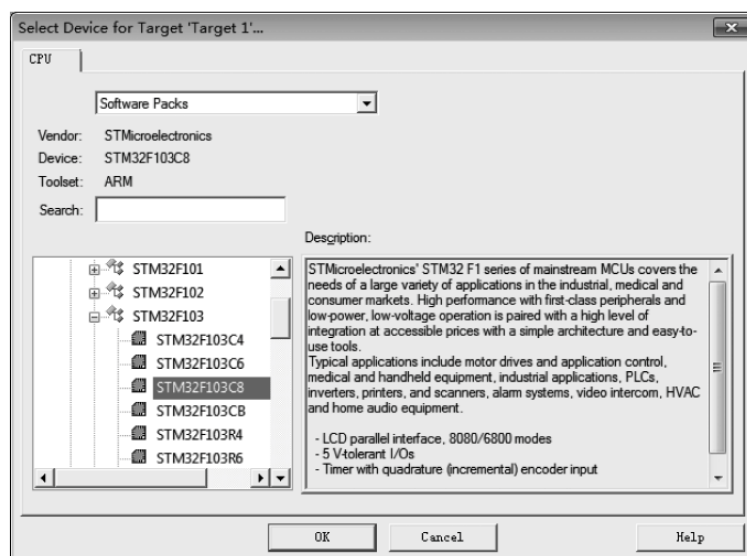 Select Device for Target 'Target 1'...
CPU
Software Packs
Vendor: STMicroelectronics
Device: STM32F103C8
Toolset: ARM
Search:
Description:
STM32F101
STM32F102
STM32F103
STM32F103C4
STM32F103C6
STM32F103C8
STM32F103CB
STM32F103R4
STM32F103R6
STMicroelectronics' STM32 F1 series of mainstream MCUs covers the
needs of a large variety of applications in the industrial, medical and
consumer markets. High performance with first-class peripherals and
low-power, low-voltage operation is paired with a high level of
integration at accessible prices with a simple architecture and easy-to-
use tools.
Typical applications include motor drives and application control,
medical and handheld equipment, industrial applications, PLCs,
inverters, printers, and scanners, alarm systems, video intercom, HVAC
and home audio equipment.
- LCD parallel interface, 8080/6800 modes
- 5 V-tolerant I/Os
- Timer with quadrature (incremental) encoder input
OK
Cancel
Help